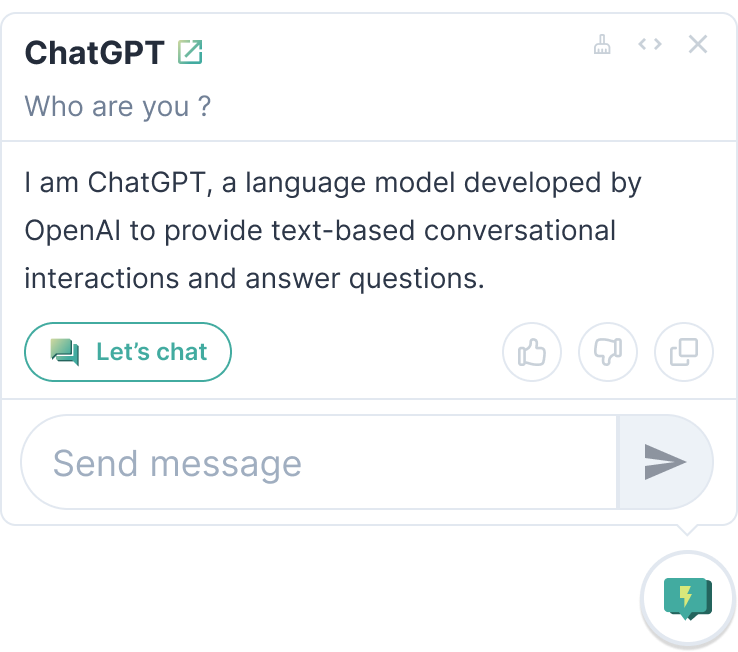 ChatGPT
Who are you ?
I am ChatGPT, a language model developed by
OpenAI to provide text-based conversational
interactions and answer questions.
Let’s chat
Send message